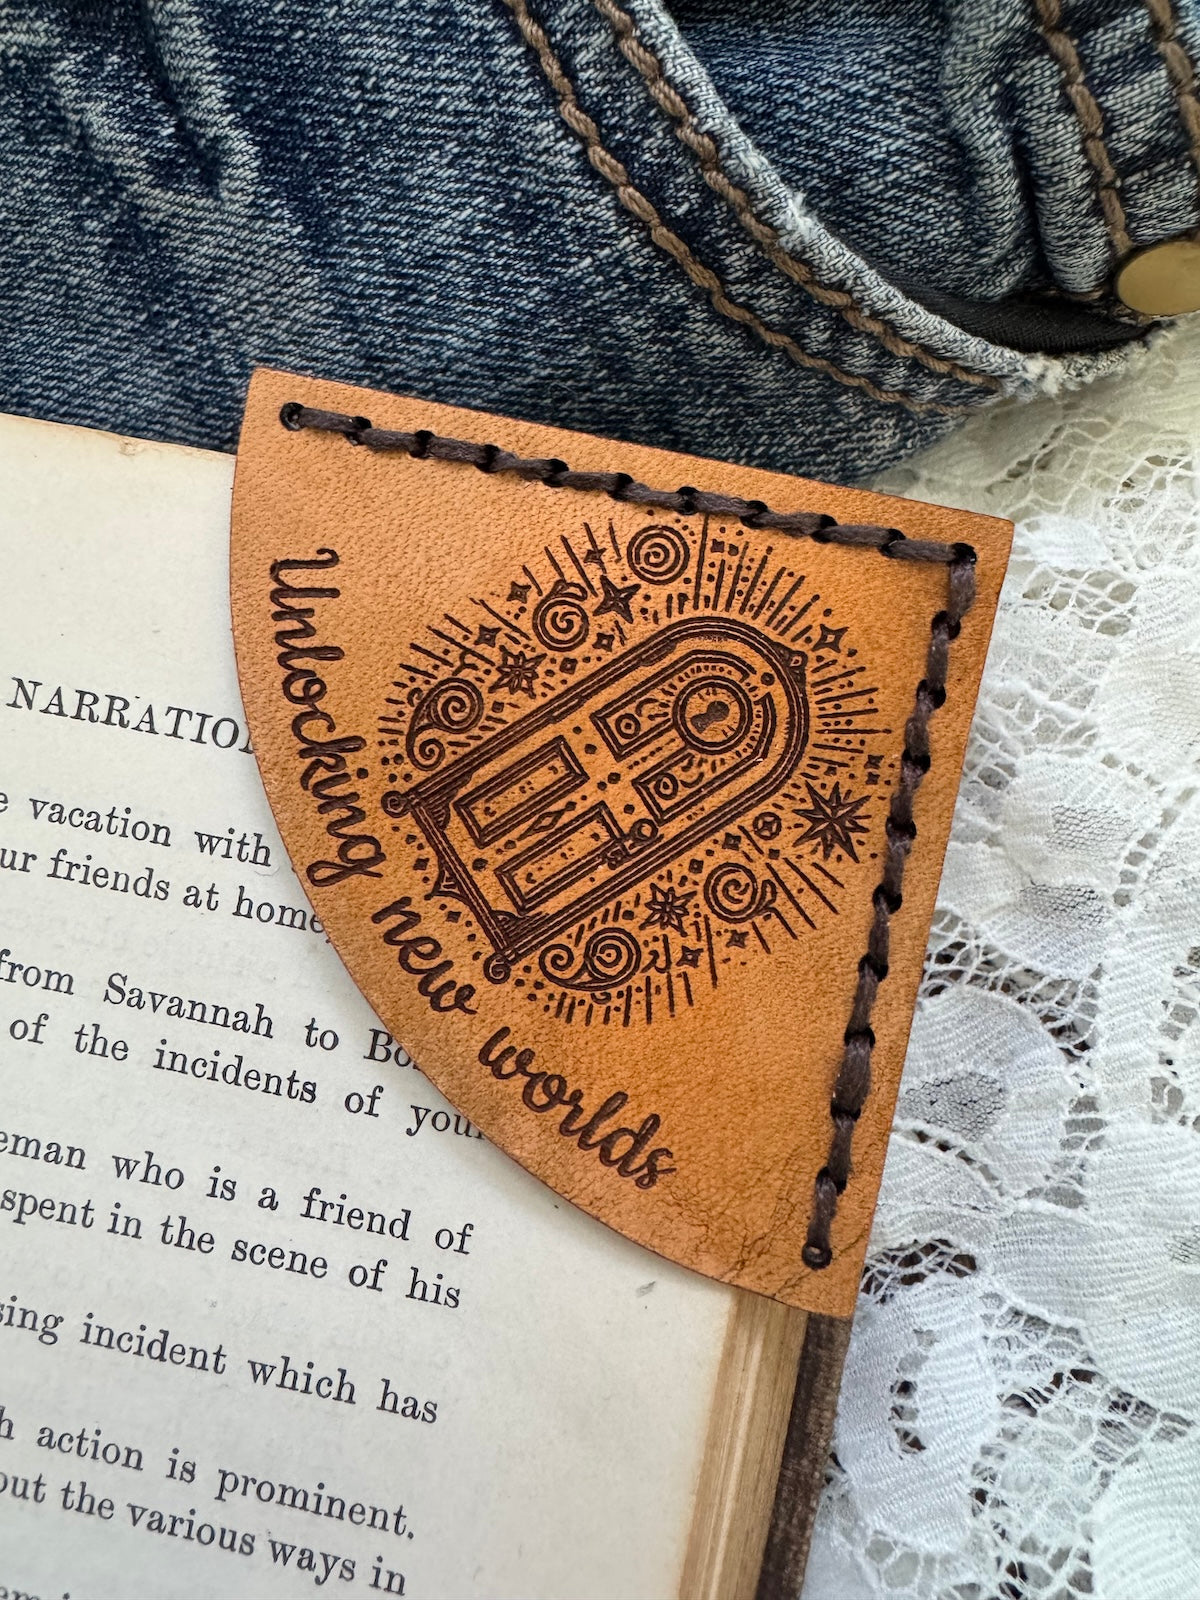 Unlocking new worlds
NARRATIO
vacation with
ur friends at home,
from Savannah to Bo
of the incidents of your
eman who is a friend of
spent in the scene of his
sing incident which has
h action is prominent.
out the various ways in